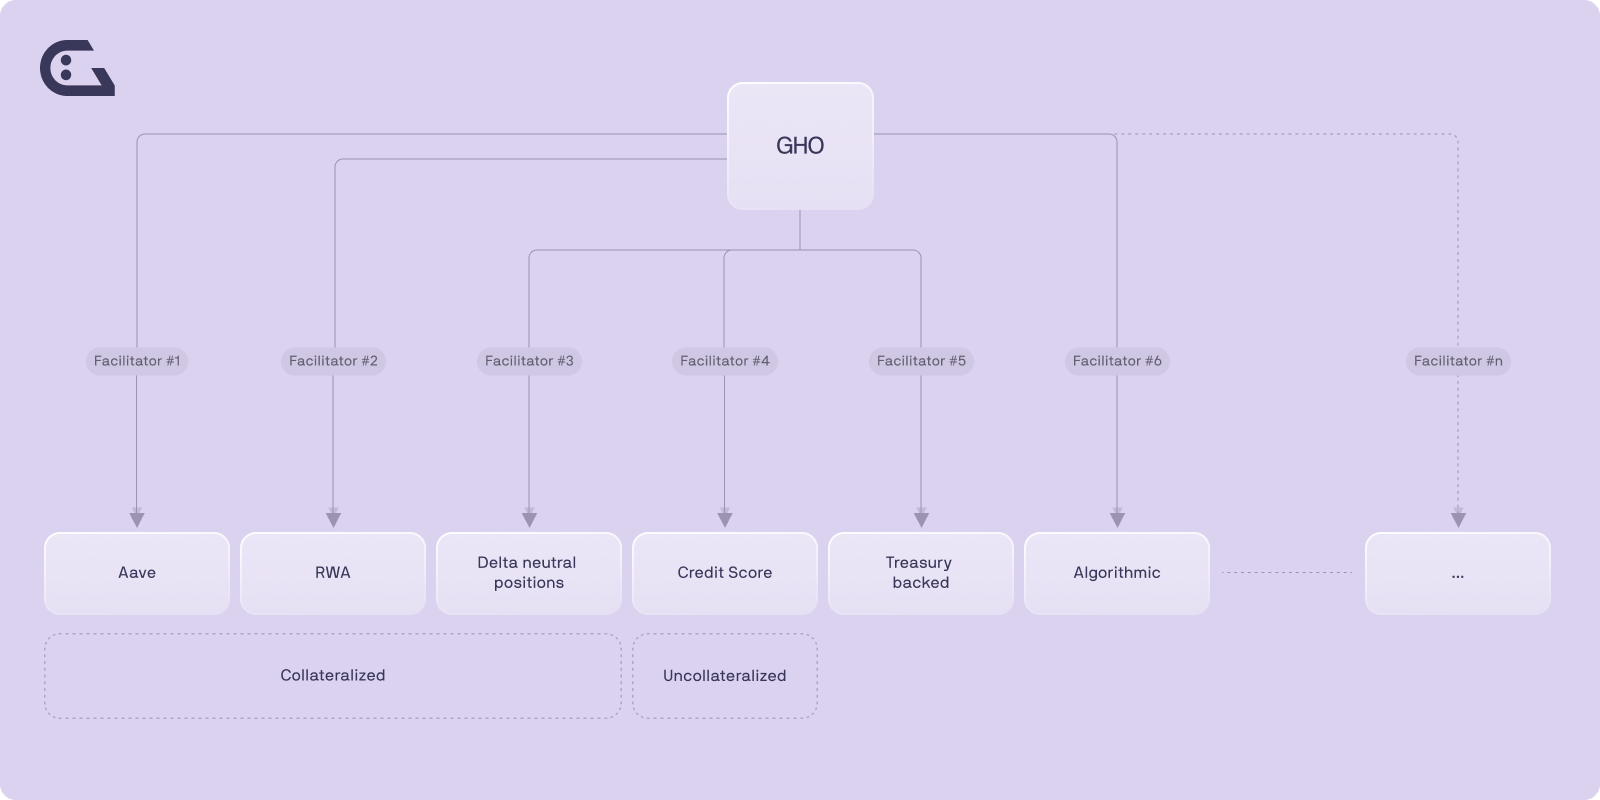 GHO
Facilitator #1
Facilitator #2
Facilitator #3
Facilitator #4
Facilitator #5
Facilitator #6
Facilitator #n
Aave
RWA
Delta neutral
positions
Credit Score
Treasury
backed
Algorithmic
...
Collateralized
Uncollateralized